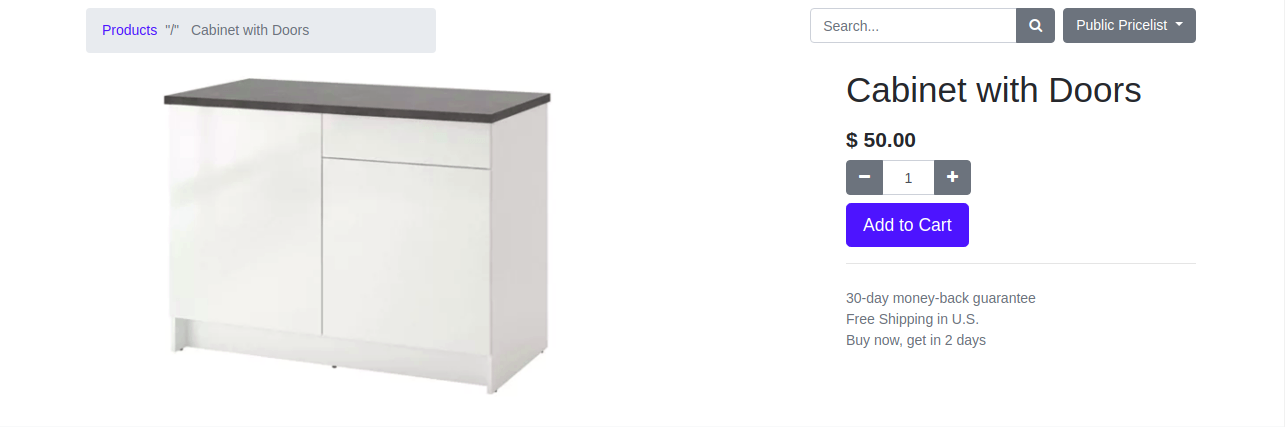 Products "/" Cabinet with Doors
Search...
Public Pricelist
Cabinet with Doors
$ 50.00
1
Add to Cart
30-day money-back guarantee
Free Shipping in U.S.
Buy now, get in 2 days